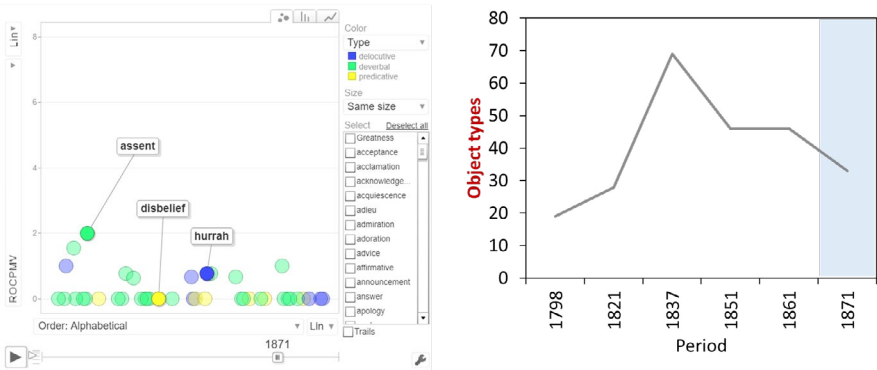 Lin
8
6
4
2
0
ROCPMV
assent
disbelief
hurrah
Order: Alphabetical
Lin
1871
Color
Type
delocutive
deverbal
predicative
Size
Same size
Select Deselect all
Greatness
acceptance
acclamation
acknowledge...
acquiescence
adieu
admiration
adoration
advice
affirmative
announcement
answer
apology
Trails
80
70
60
50
40
30
20
10
0
Object types
1798
1821
1837
1851
1861
1871
Period